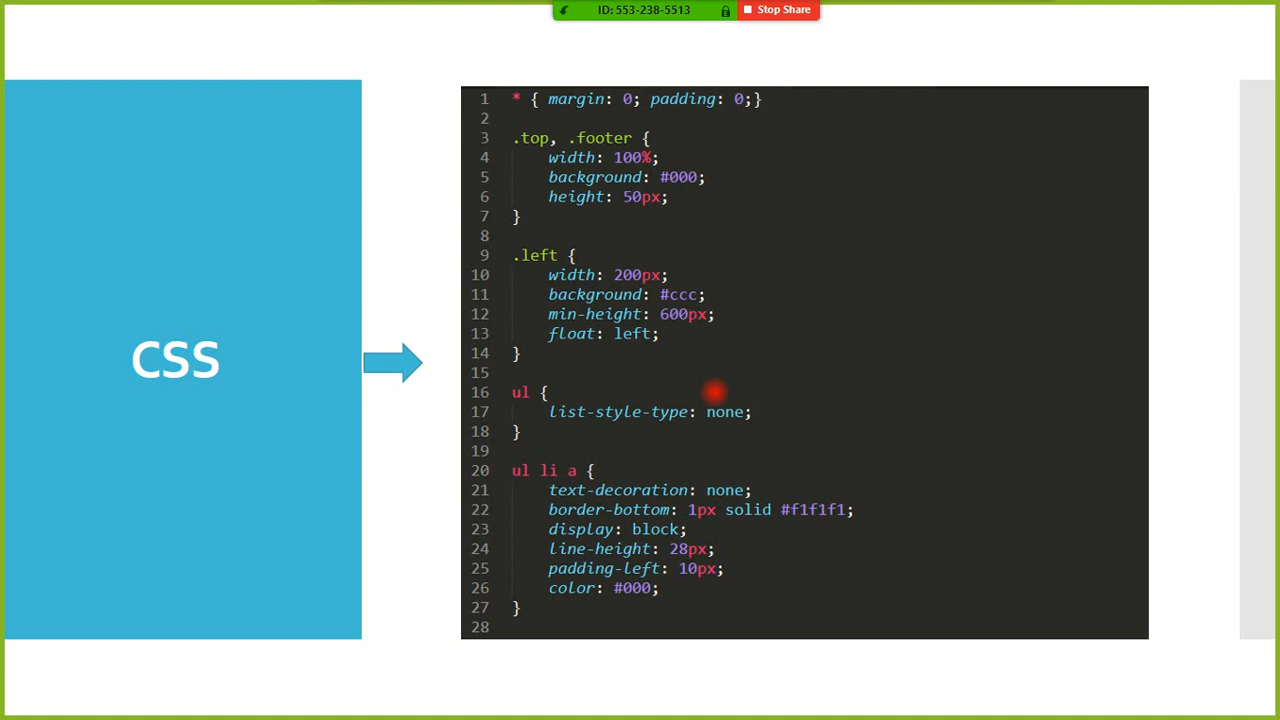 ID: 553-238-5513 Stop Share
CSS
1 * { margin: 0; padding: 0;}
2
3 .top, .footer {
4 width: 100%;
5 background: #000;
6 height: 50px;
7 }
8
9 .left {
10 width: 200px;
11 background: #ccc;
12 min-height: 600px;
13 float: left;
14 }
15
16 ul {
17 list-style-type: none;
18 }
19
20 ul li a {
21 text-decoration: none;
22 border-bottom: 1px solid #f1f1f1;
23 display: block;
24 line-height: 28px;
25 padding-left: 10px;
26 color: #000;
27 }
28